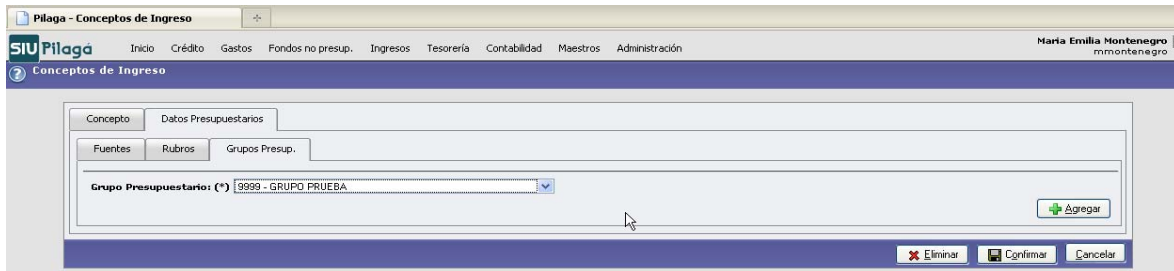 Pilaga - Conceptos de Ingreso
SIU Pilagá Inicio Crédito Gastos Fondos no presup. Ingresos Tesorería Contabilidad Maestros Administración Maria Emilia Montenegro
mmontenegro
? Conceptos de Ingreso
Concepto Datos Presupuestarios
Fuentes Rubros Grupos Presup.
Grupo Presupuestario: (*) 9999 - GRUPO PRUEBA
Agregar
Eliminar Confirmar Cancelar